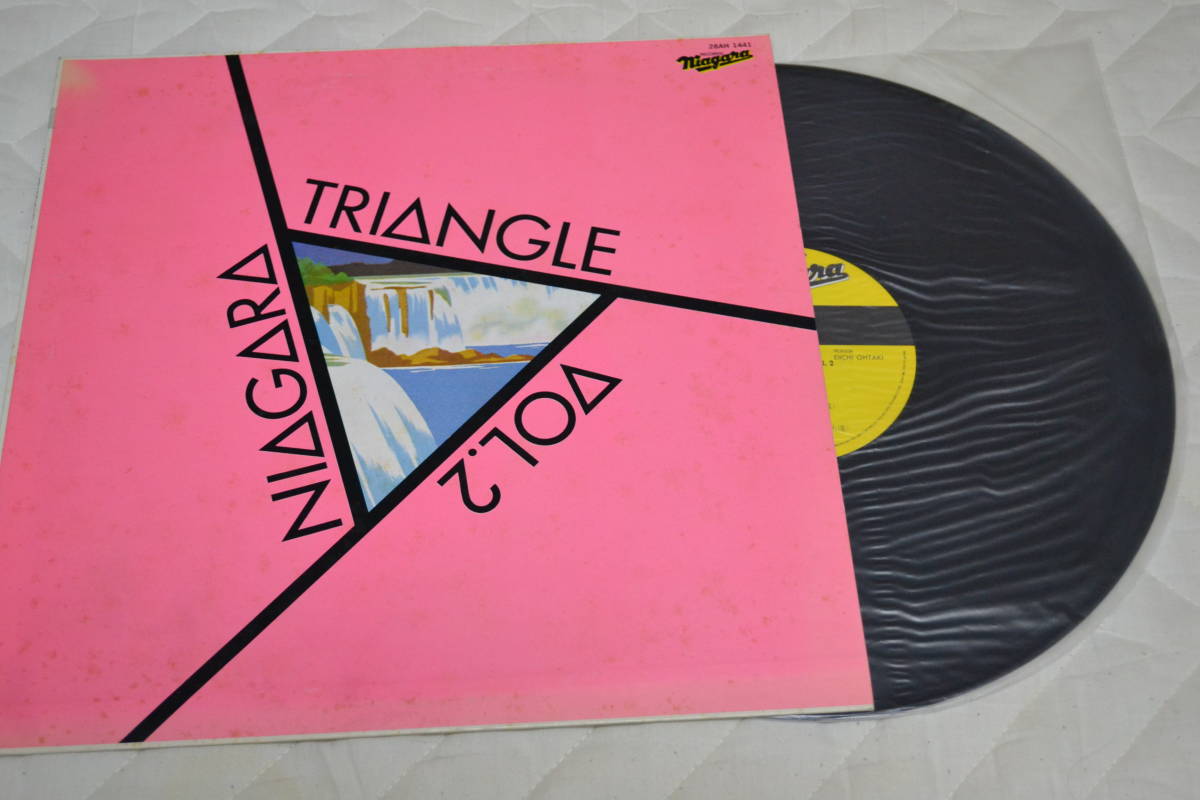 28AH 1441
Niagara
TRIANGLE
NIAGARA
VOL.2
EIICHI OHTAKI